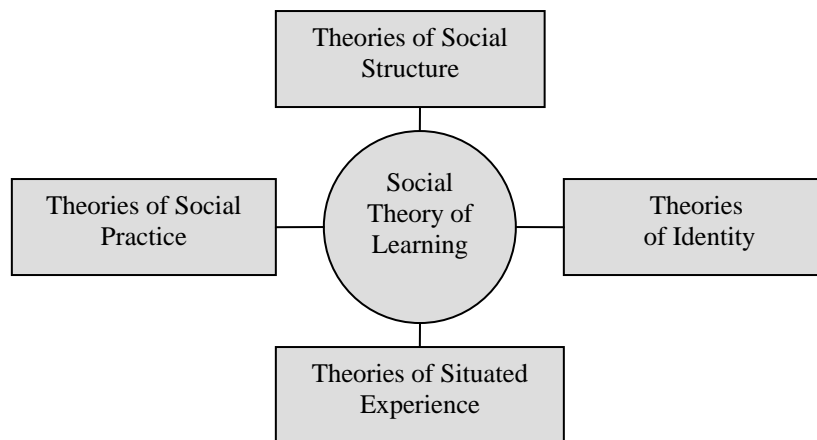 Theories of Social
Structure
Theories of Social
Practice
Social
Theory of
Learning
Theories
of Identity
Theories of Situated
Experience